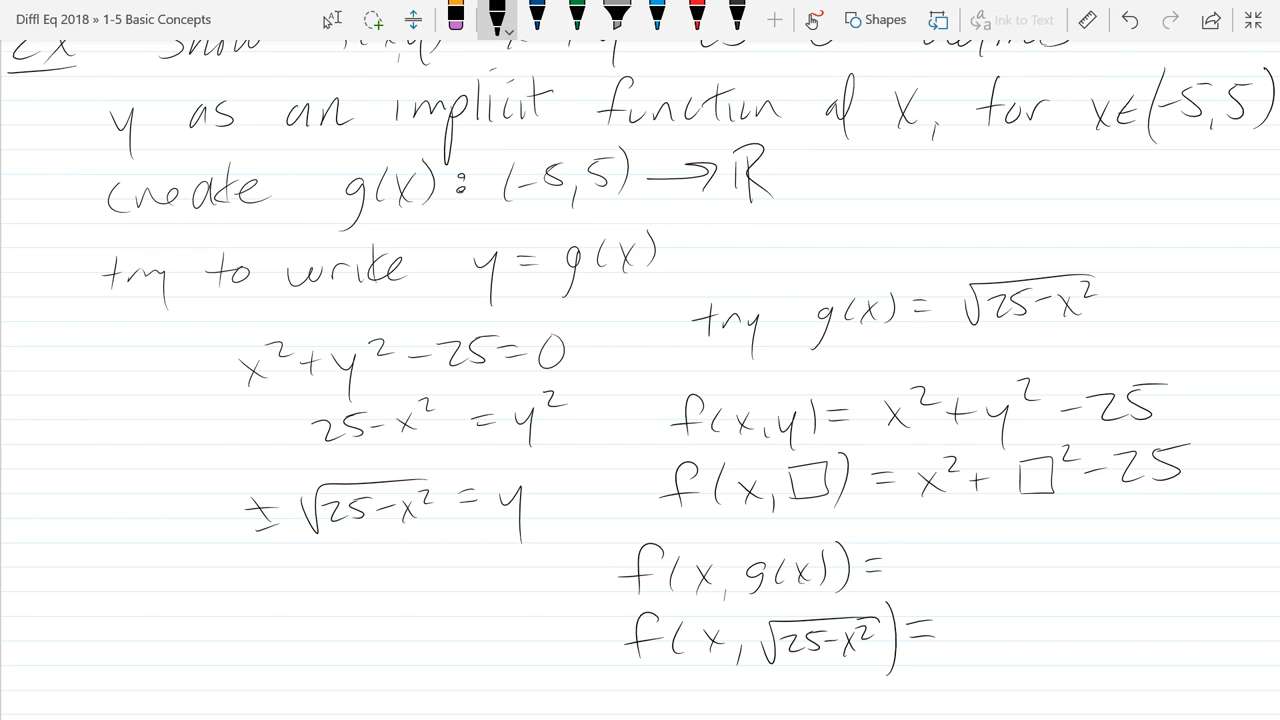 Diffl Eq 2018 » 1-5 Basic Concepts
Shapes
Ink to Text
Ex
y as an implicit function of x, for x∈(-5,5)
create g(x): (-5,5) → ℝ
try to write y = g(x)
try g(x) = √(25-x²)
x²+y²-25=0
25-x² = y²
± √(25-x²) = y
f(x,y) = x²+y²-25
f(x,□) = x²+□²-25
f(x,g(x)) =
f(x,√(25-x²)) =